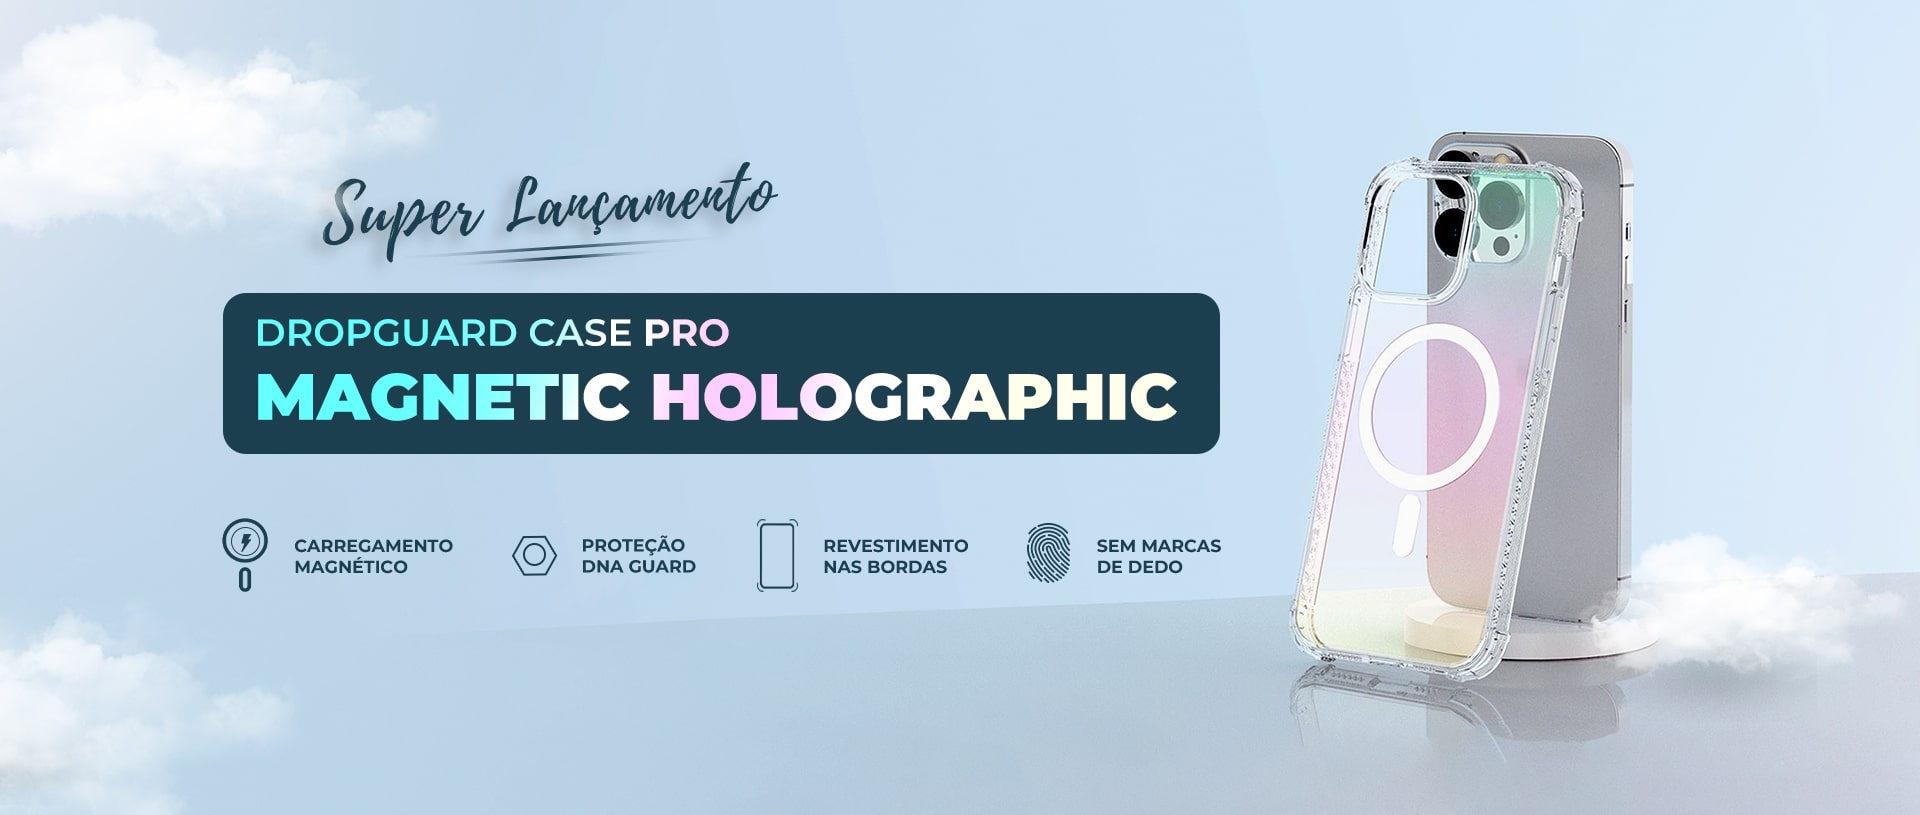 Super Lançamento
DROPGUARD CASE PRO
MAGNETIC HOLOGRAPHIC
CARREGAMENTO
MAGNÉTICO
PROTEÇÃO
DNA GUARD
REVESTIMENTO
NAS BORDAS
SEM MARCAS
DE DEDO